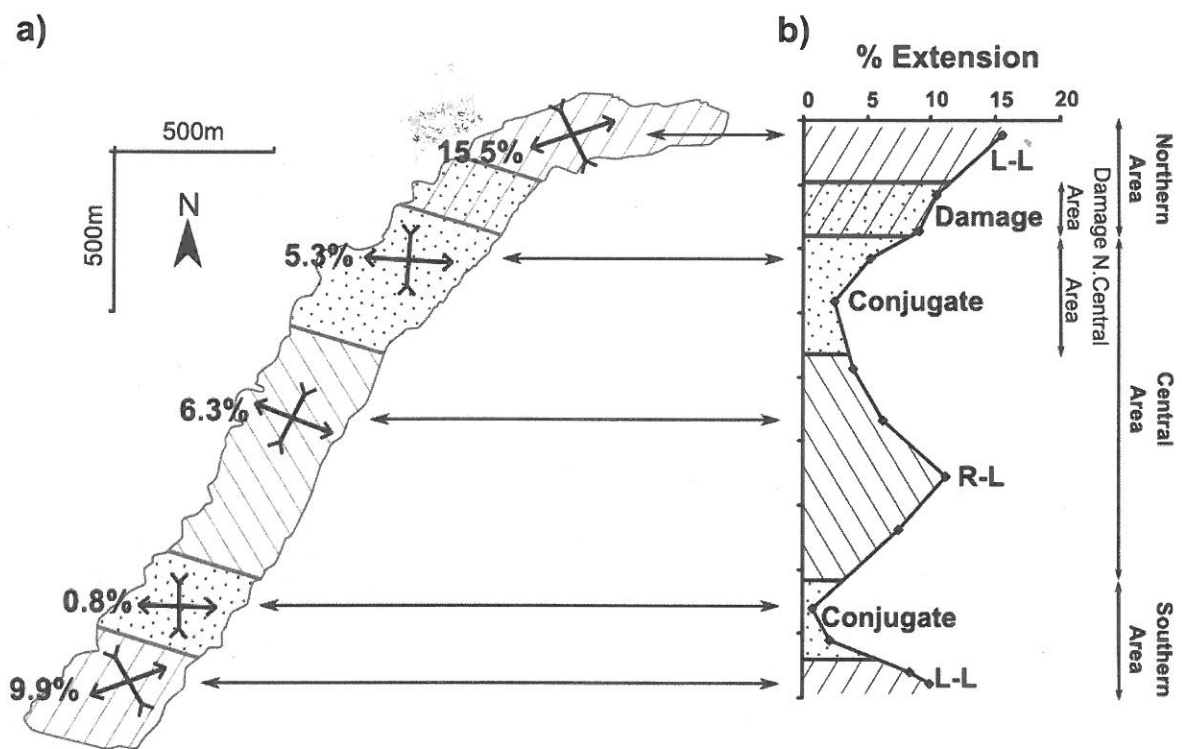 a)
500m
500m
N
15.5%
5.3%
6.3%
0.8%
9.9%
b)
% Extension
0 5 10 15 20
L-L
Damage
Conjugate
R-L
Conjugate
L-L
Damage N.Central
Area
Area
Northern
Area
Central
Area
Southern
Area